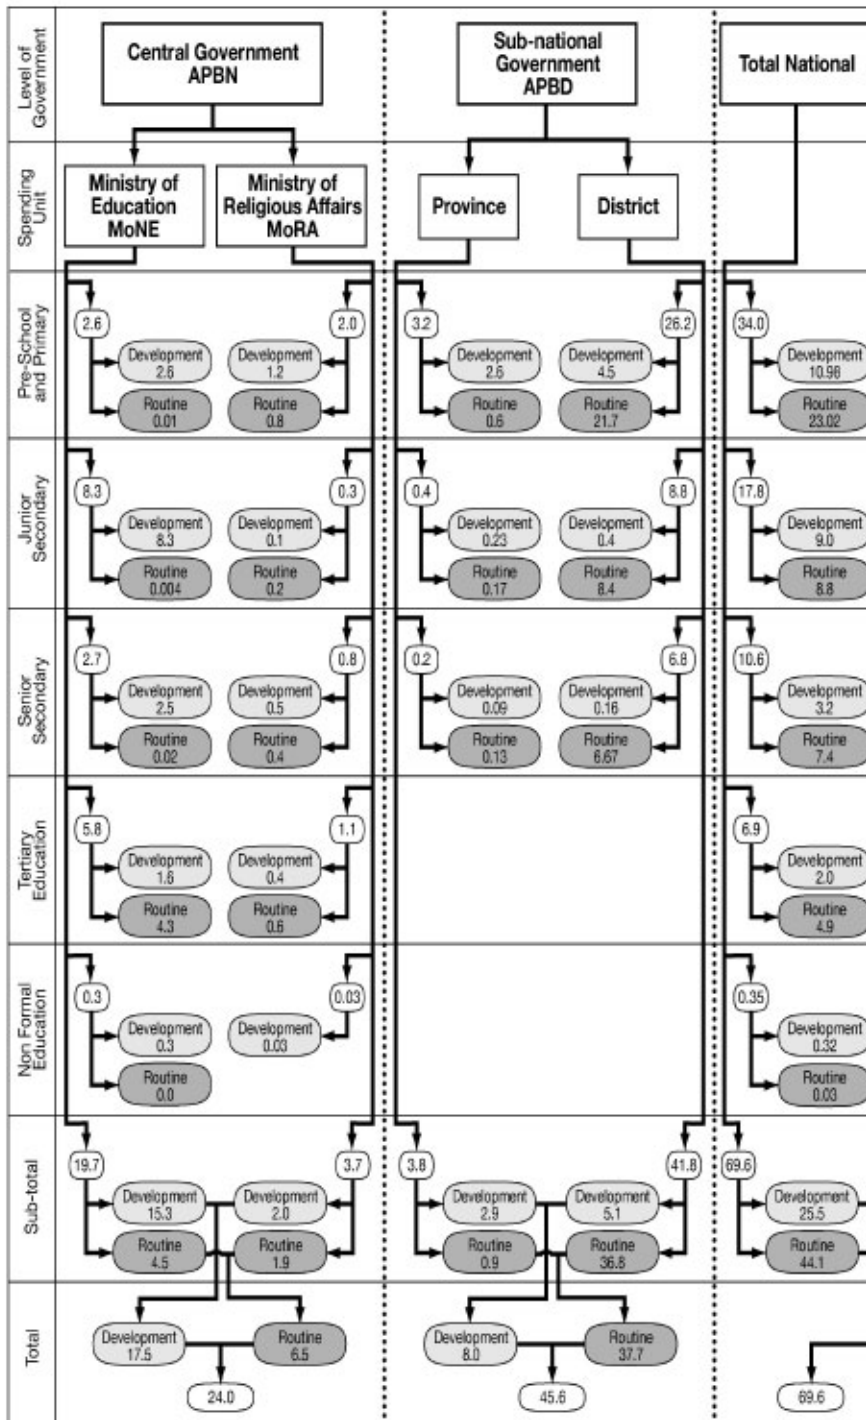 Level of
Government
Central Government
APBN
Sub-national
Government
APBD
Total National
Spending
Unit
Ministry of
Education
MoNE
Ministry of
Religious Affairs
MoRA
Province
District
Pre-School
and Primary
2.6
2.0
3.2
26.2
34.0
Development
2.6
Development
1.2
Development
2.6
Development
4.5
Development
10.98
Routine
0.01
Routine
0.8
Routine
0.6
Routine
21.7
Routine
23.02
Junior
Secondary
8.3
0.3
0.4
8.8
17.8
Development
8.3
Development
0.1
Development
0.23
Development
0.4
Development
9.0
Routine
0.004
Routine
0.2
Routine
0.17
Routine
8.4
Routine
8.8
Senior
Secondary
2.7
0.8
0.2
6.8
10.6
Development
2.5
Development
0.5
Development
0.09
Development
0.16
Development
3.2
Routine
0.02
Routine
0.4
Routine
0.13
Routine
6.67
Routine
7.4
Tertiary
Education
5.8
1.1
6.9
Development
1.6
Development
0.4
Development
2.0
Routine
4.3
Routine
0.6
Routine
4.9
Non Formal
Education
0.3
0.03
0.35
Development
0.3
Development
0.03
Development
0.32
Routine
0.0
Routine
0.03
Sub-total
19.7
3.7
3.8
41.8
69.6
Development
15.3
Development
2.0
Development
2.9
Development
5.1
Development
25.5
Routine
4.5
Routine
1.9
Routine
0.9
Routine
36.8
Routine
44.1
Total
Development
17.5
Routine
6.5
Development
8.0
Routine
37.7
24.0
45.6
69.6